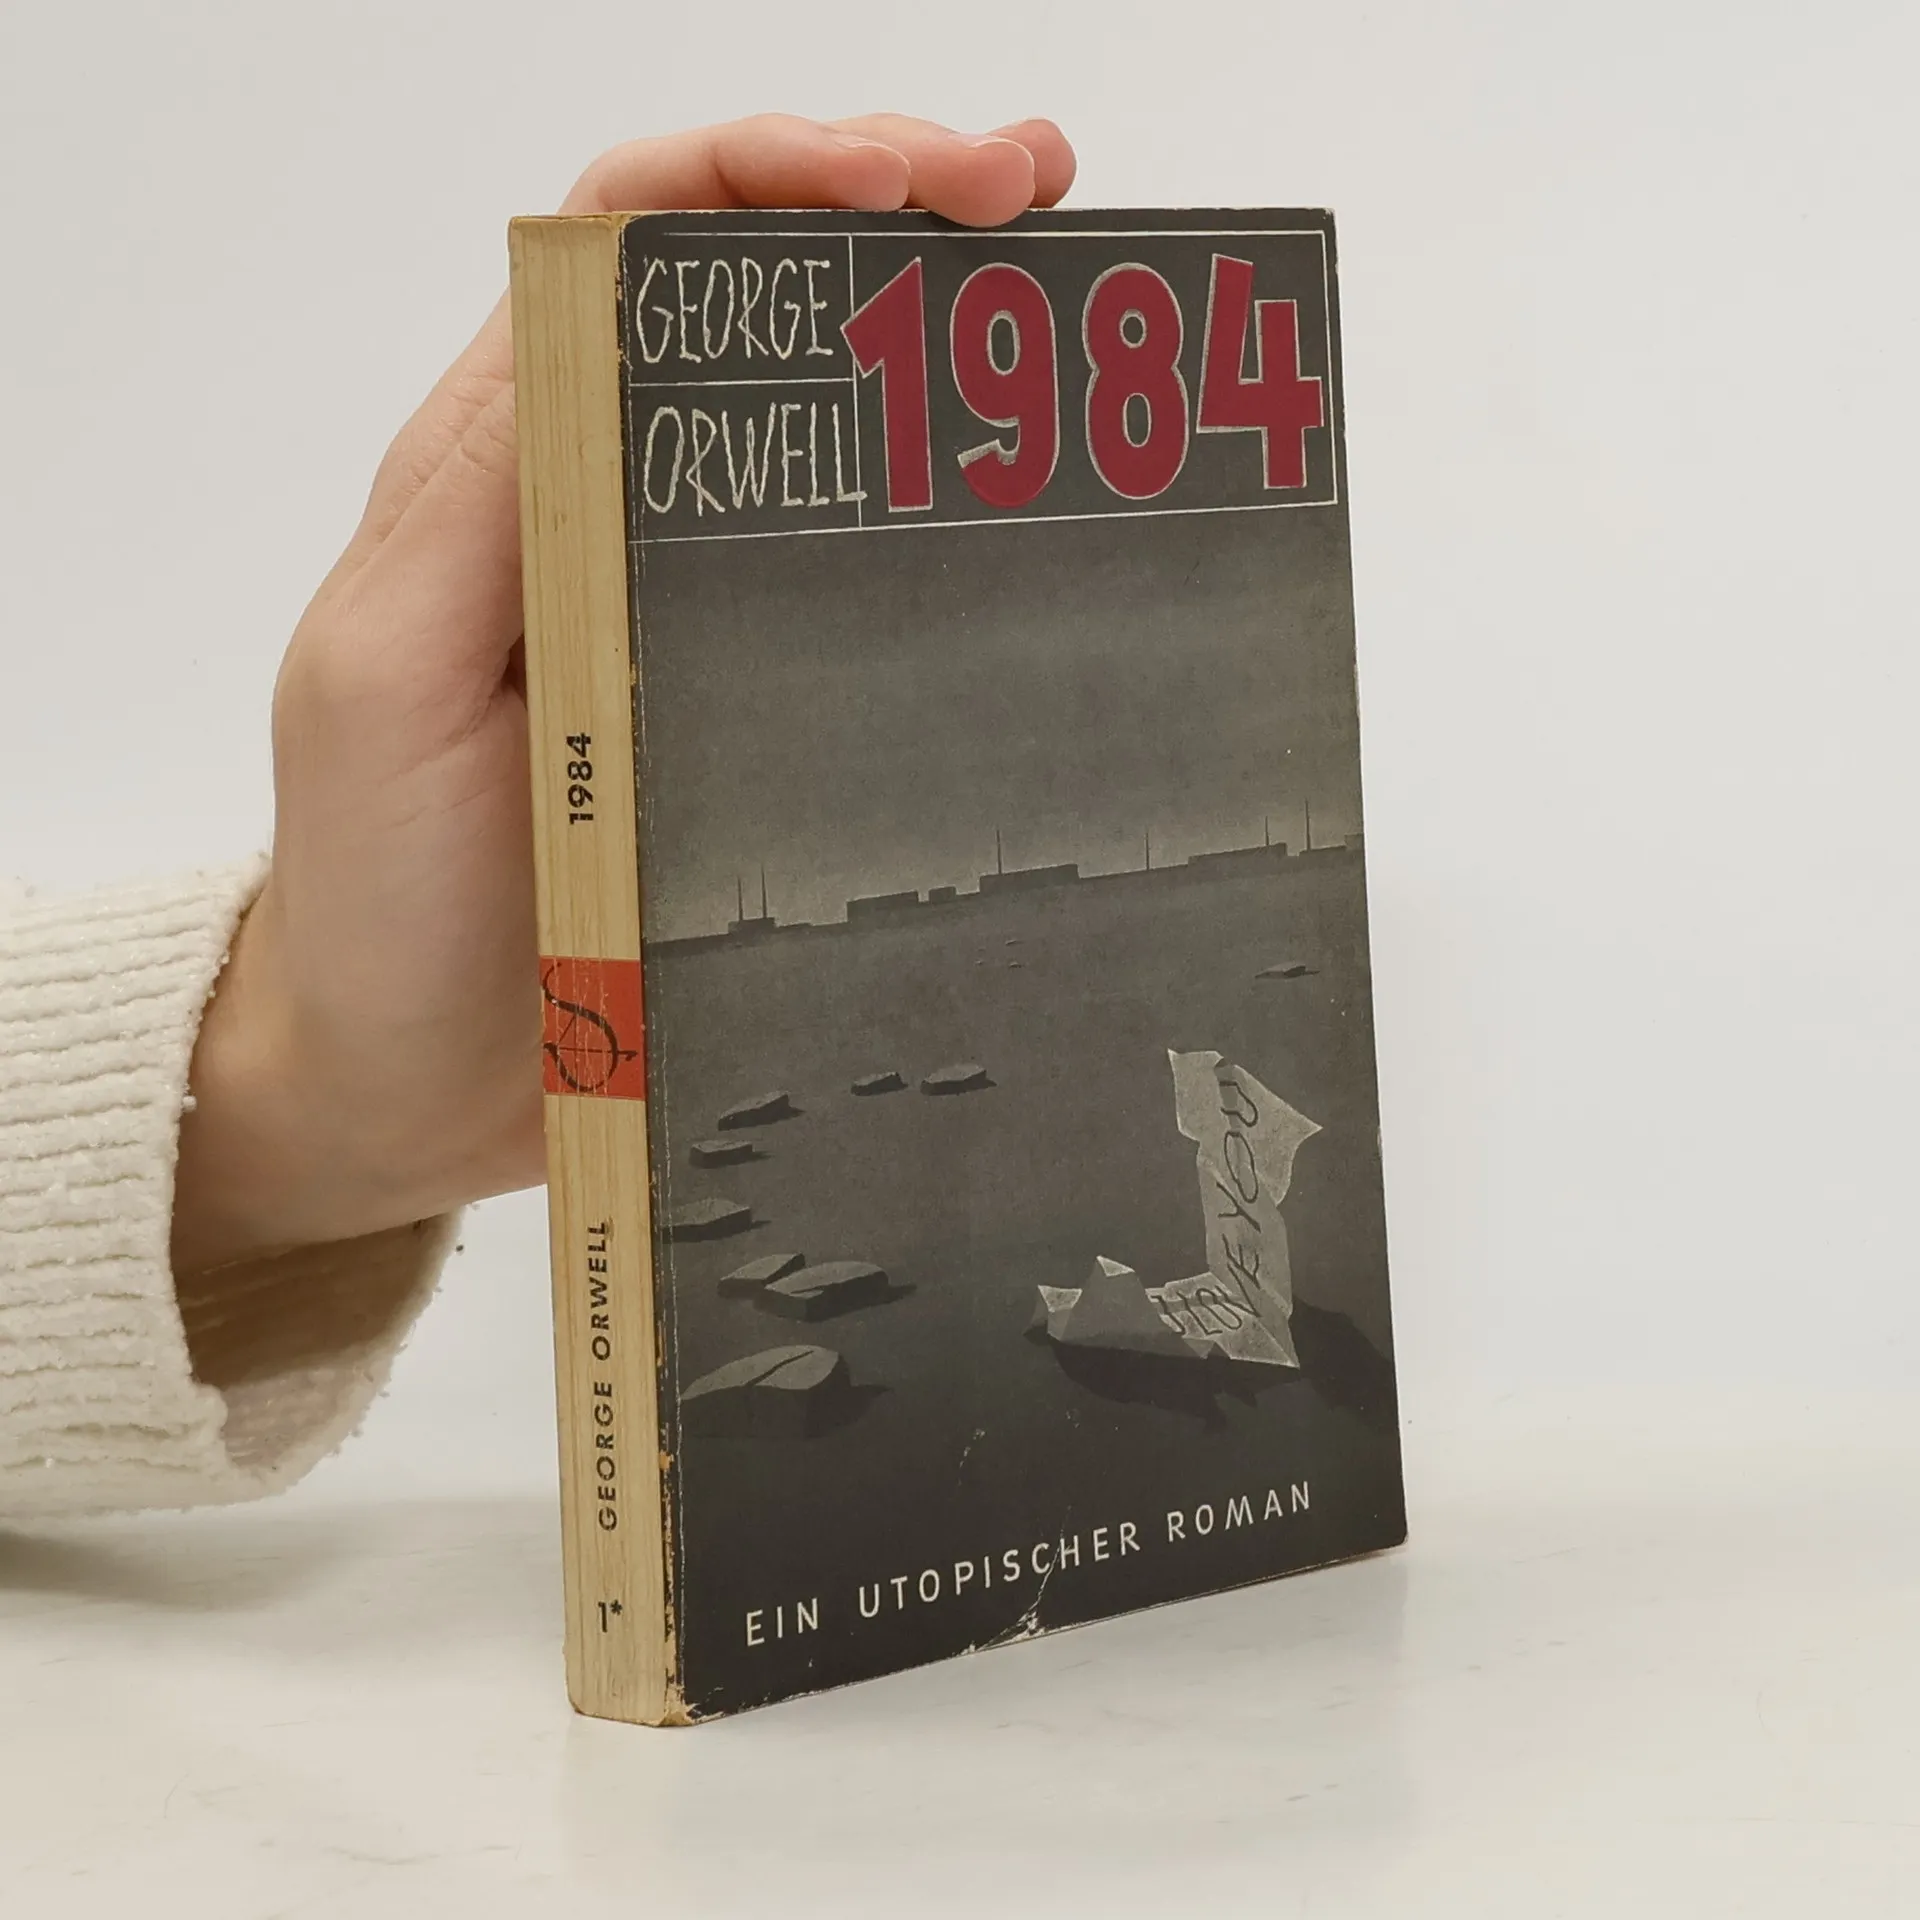 GEORGE
ORWELL
1984
I LOVE YOU
EIN UTOPISCHER ROMAN
1984
S
GEORGE ORWELL
1*